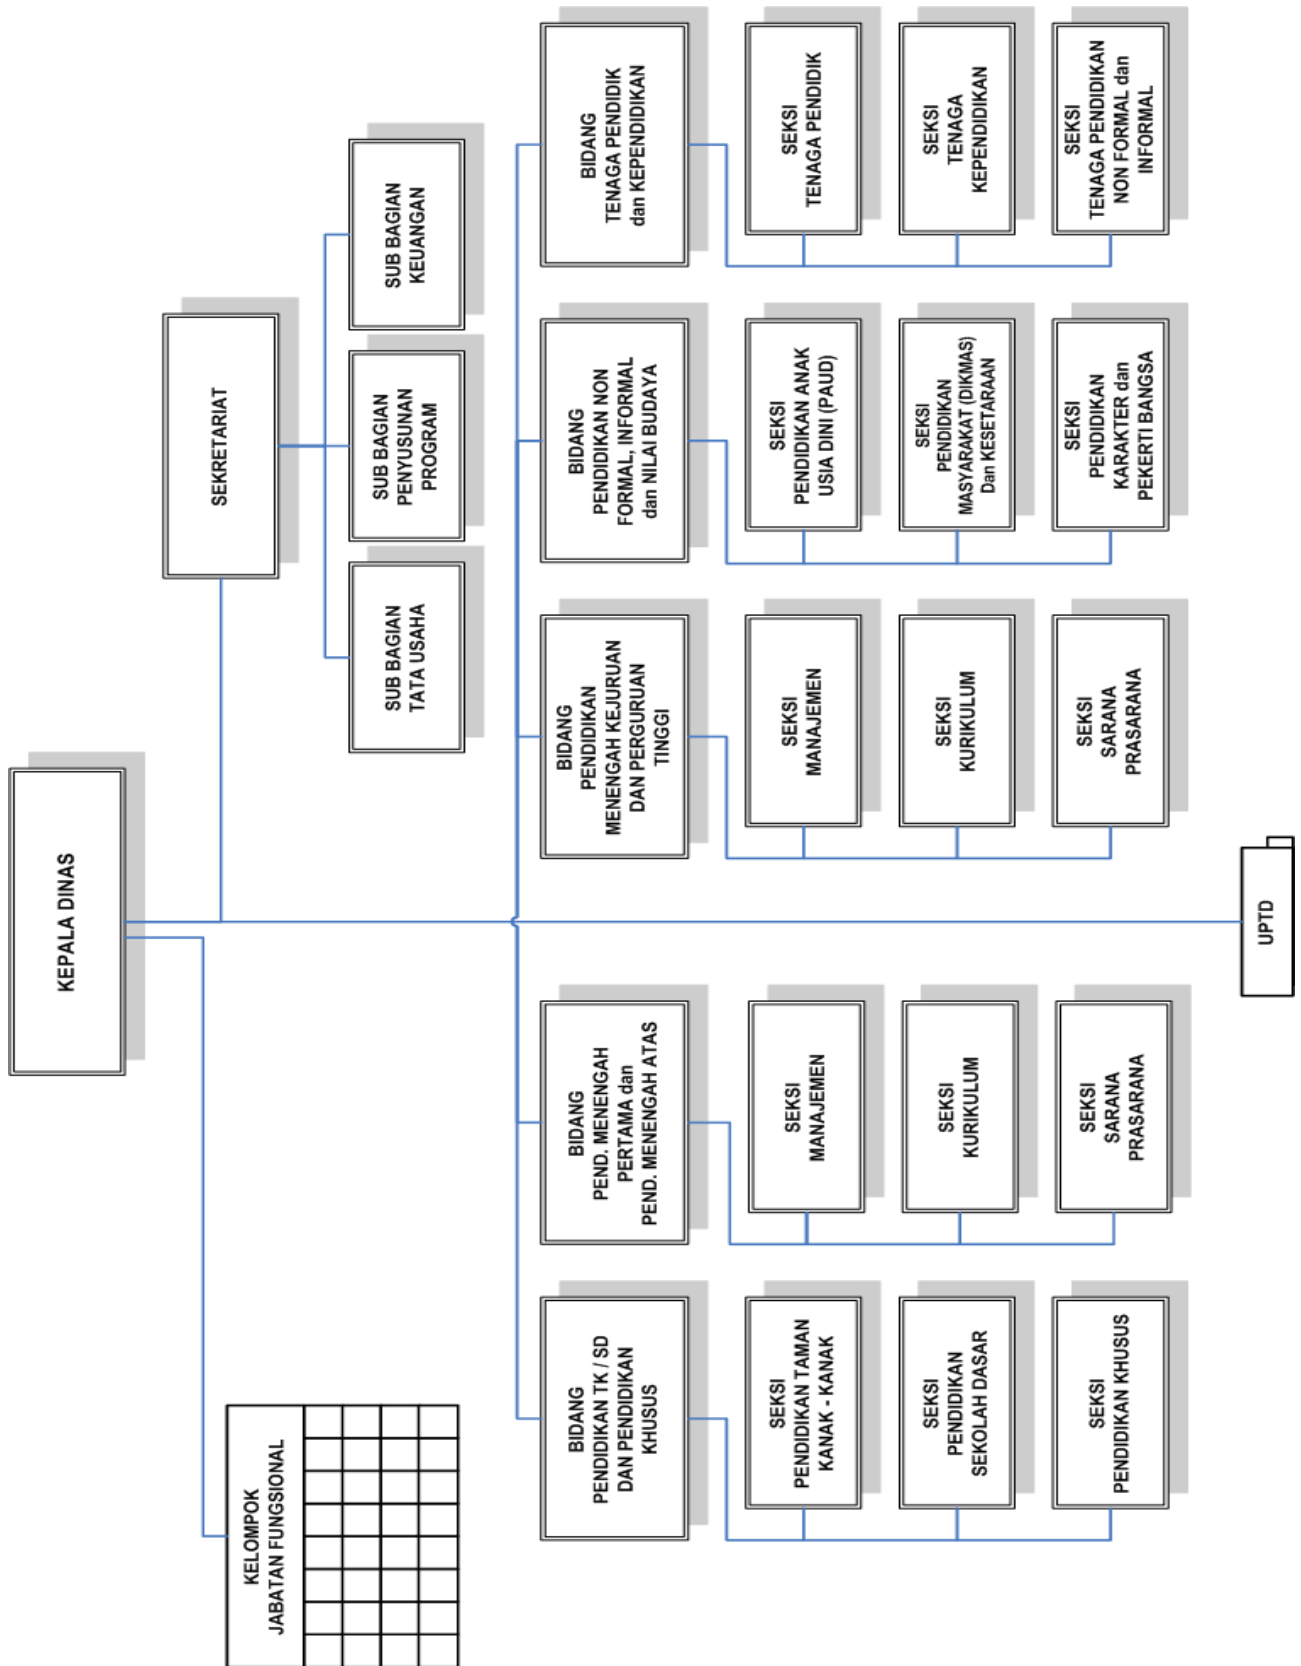 KEPALA DINAS
KELOMPOK
JABATAN FUNGSIONAL
SEKRETARIAT
SUB BAGIAN
TATA USAHA
SUB BAGIAN
PENYUSUNAN
PROGRAM
SUB BAGIAN
KEUANGAN
BIDANG
PENDIDIKAN TK / SD
DAN PENDIDIKAN
KHUSUS
BIDANG
PEND. MENENGAH
PERTAMA dan
PEND. MENENGAH ATAS
BIDANG
PENDIDIKAN
MENENGAH KEJURUAN
DAN PERGURUAN
TINGGI
BIDANG
PENDIDIKAN NON
FORMAL, INFORMAL
dan NILAI BUDAYA
BIDANG
TENAGA PENDIDIK
dan KEPENDIDIKAN
SEKSI
PENDIDIKAN TAMAN
KANAK - KANAK
SEKSI
MANAJEMEN
SEKSI
MANAJEMEN
SEKSI
PENDIDIKAN ANAK
USIA DINI (PAUD)
SEKSI
TENAGA PENDIDIK
SEKSI
PENDIDIKAN
SEKOLAH DASAR
SEKSI
KURIKULUM
SEKSI
KURIKULUM
SEKSI
PENDIDIKAN
MASYARAKAT (DIKMAS)
Dan KESETARAAN
SEKSI
TENAGA
KEPENDIDIKAN
SEKSI
PENDIDIKAN KHUSUS
SEKSI
SARANA
PRASARANA
SEKSI
SARANA
PRASARANA
SEKSI
PENDIDIKAN
KARAKTER dan
PEKERTI BANGSA
SEKSI
TENAGA PENDIDIKAN
NON FORMAL dan
INFORMAL
UPTD